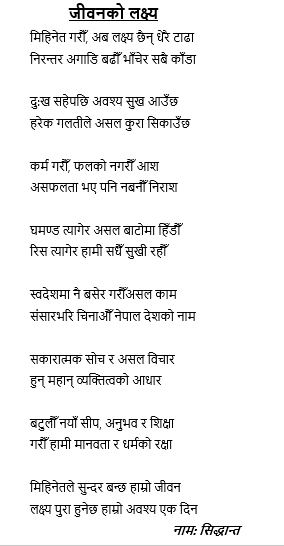 जीवनको लक्ष्य
मिहिनेत गरौँ, अब लक्ष्य छैन् धेरै टाढा
निरन्तर अगाडि बढौँ भाँचेर सबै काँडा
दुःख सहेपछि अवश्य सुख आउँछ
हरेक गलतीले असल कुरा सिकाउँछ
कर्म गरौँ, फलको नगरौँ आश
असफलता भए पनि नबनौँ निराश
घमण्ड त्यागेर असल बाटोमा हिँडौँ
रिस त्यागेर हामी सधैँ सुखी रहौँ
स्वदेशमा नै बसेर गरौँअसल काम
संसारभरि चिनाऔँ नेपाल देशको नाम
सकारात्मक सोच र असल विचार
हुन् महान् व्यक्तित्वको आधार
बटुलौँ नयाँ सीप, अनुभव र शिक्षा
गरौँ हामी मानवता र धर्मको रक्षा
मिहिनेतले सुन्दर बन्छ हाम्रो जीवन
लक्ष्य पुरा हुनेछ हाम्रो अवश्य एक दिन
नाम: सिद्धान्त